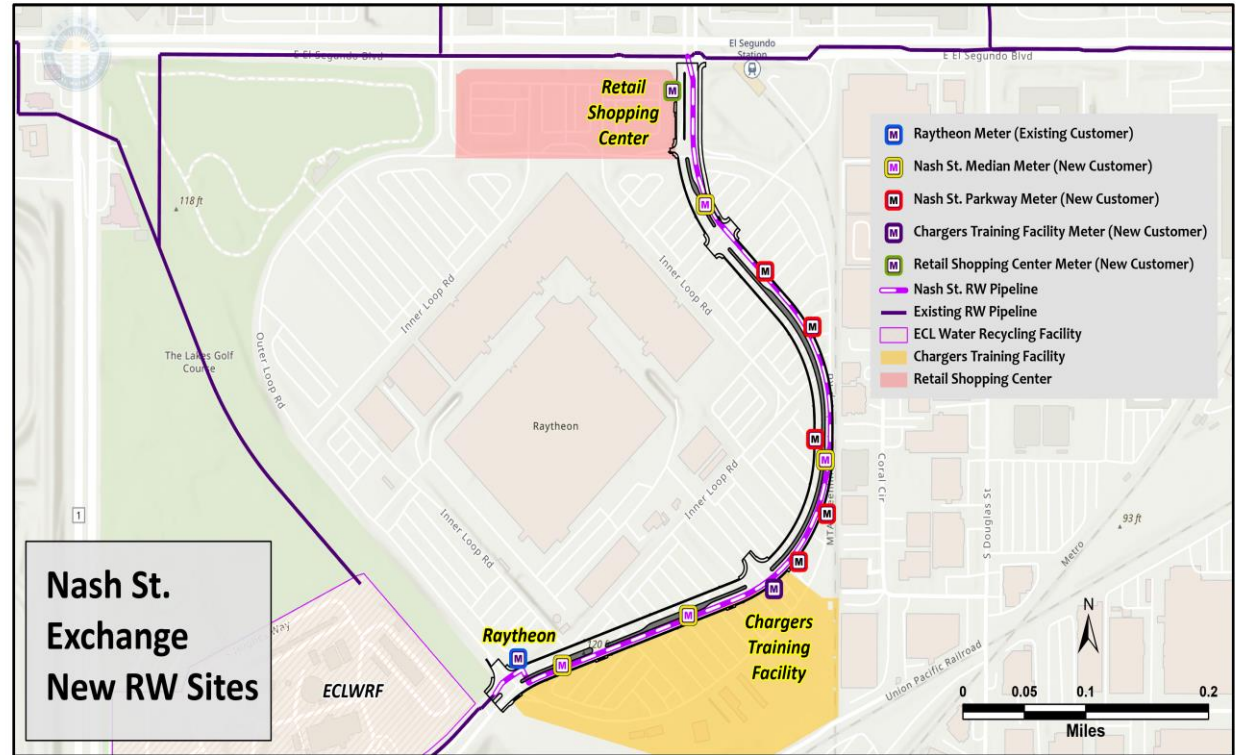 E El Segundo Blvd
El Segundo
Station
E El Segundo Blvd
Retail
Shopping
Center
M
M Raytheon Meter (Existing Customer)
M Nash St. Median Meter (New Customer)
M Nash St. Parkway Meter (New Customer)
M Chargers Training Facility Meter (New Customer)
M Retail Shopping Center Meter (New Customer)
Nash St. RW Pipeline
Existing RW Pipeline
ECL Water Recycling Facility
Chargers Training Facility
Retail Shopping Center
118 ft
M
Inner Loop Rd
Inner Loop Rd
M
M
Outer Loop Rd
The Lakes Golf
Course
Raytheon
M
M
Coral Cir
Inner Loop Rd
Inner Loop Rd
S Douglas St
1
M
93 ft
Metro
M
M
Nash St.
Exchange
New RW Sites
M
Chargers
Training
Facility
Raytheon
120 ft
M
M
ECLWRF
Union Pacific Railroad
N
0 0.05 0.1 0.2
Miles